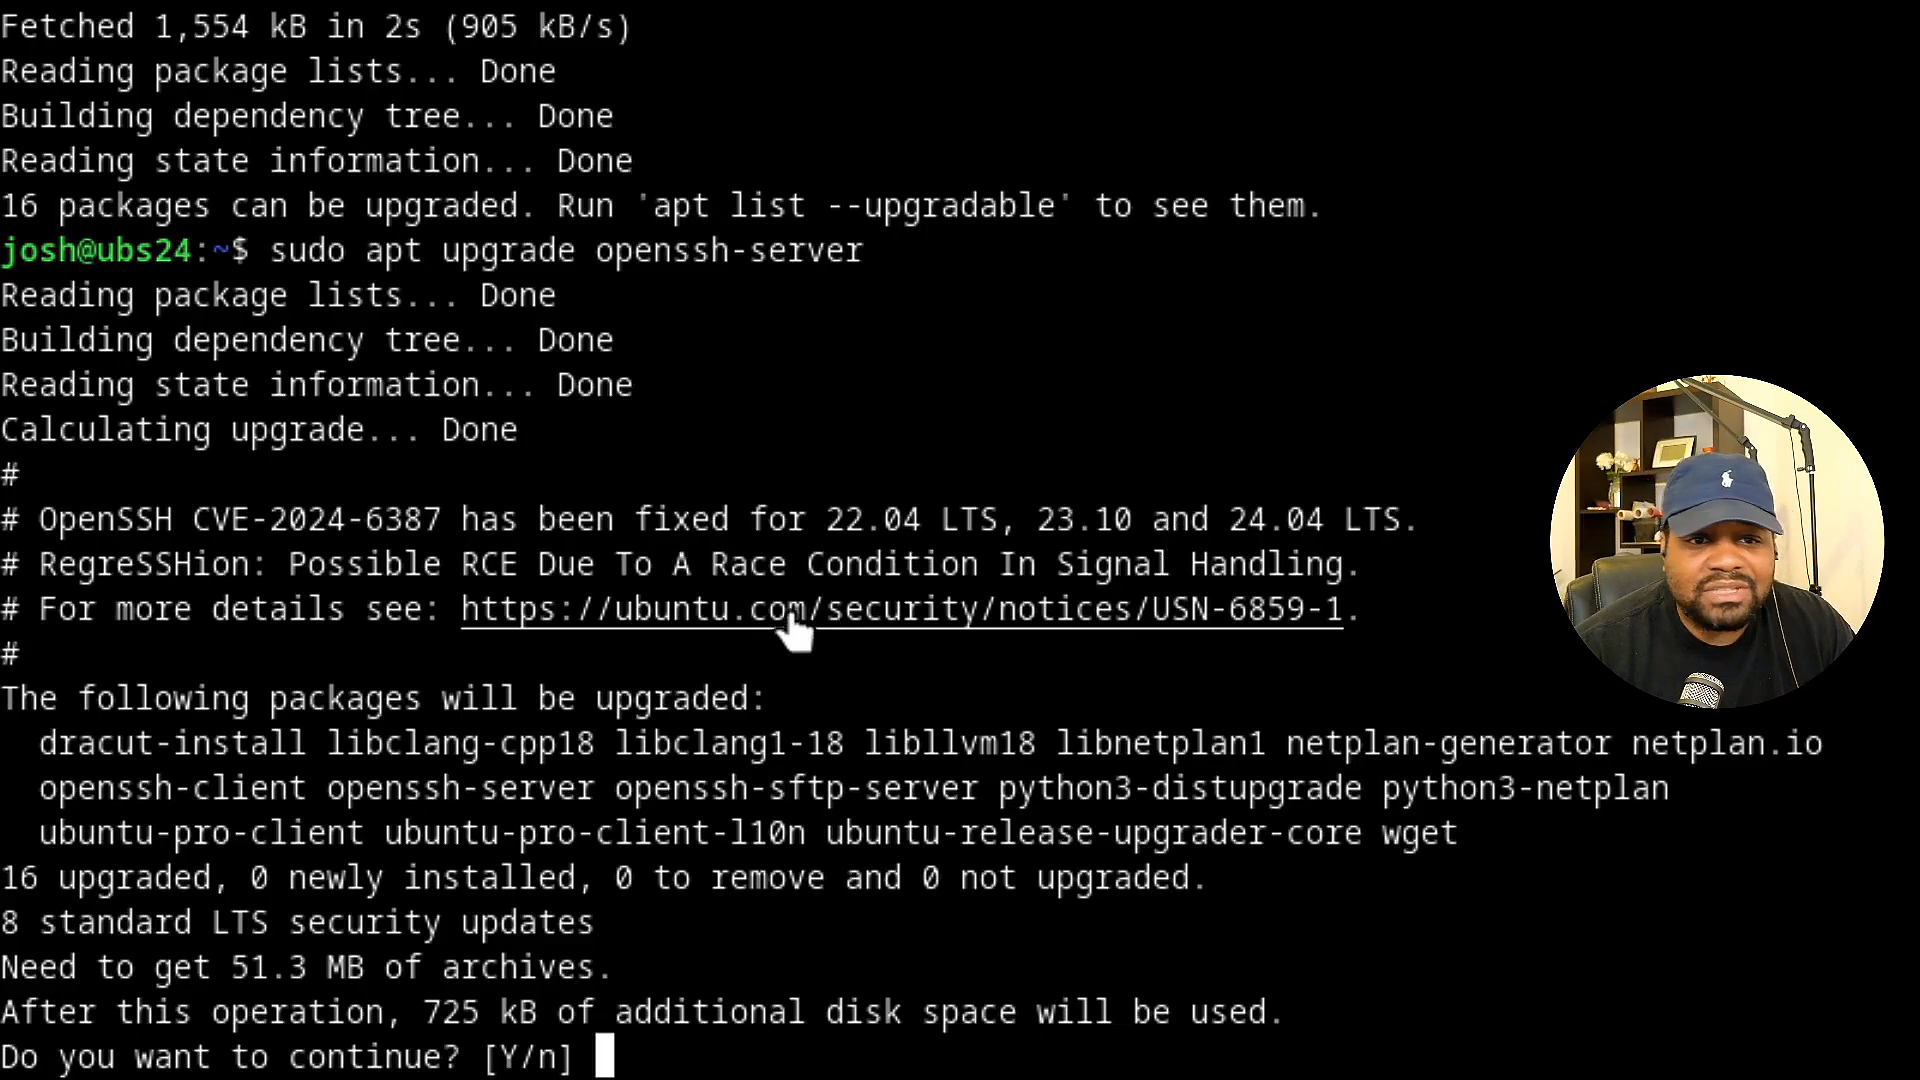 Fetched 1,554 kB in 2s (905 kB/s)
Reading package lists... Done
Building dependency tree... Done
Reading state information... Done
16 packages can be upgraded. Run 'apt list --upgradable' to see them.
josh@ubs24:~$ sudo apt upgrade openssh-server
Reading package lists... Done
Building dependency tree... Done
Reading state information... Done
Calculating upgrade... Done
#
# OpenSSH CVE-2024-6387 has been fixed for 22.04 LTS, 23.10 and 24.04 LTS.
# RegreSSHion: Possible RCE Due To A Race Condition In Signal Handling.
# For more details see: https://ubuntu.com/security/notices/USN-6859-1.
#
The following packages will be upgraded:
  dracut-install libclang-cpp18 libclang1-18 libllvm18 libnetplan1 netplan-generator netplan.io
  openssh-client openssh-server openssh-sftp-server python3-distupgrade python3-netplan
  ubuntu-pro-client ubuntu-pro-client-l10n ubuntu-release-upgrader-core wget
16 upgraded, 0 newly installed, 0 to remove and 0 not upgraded.
8 standard LTS security updates
Need to get 51.3 MB of archives.
After this operation, 725 kB of additional disk space will be used.
Do you want to continue? [Y/n]